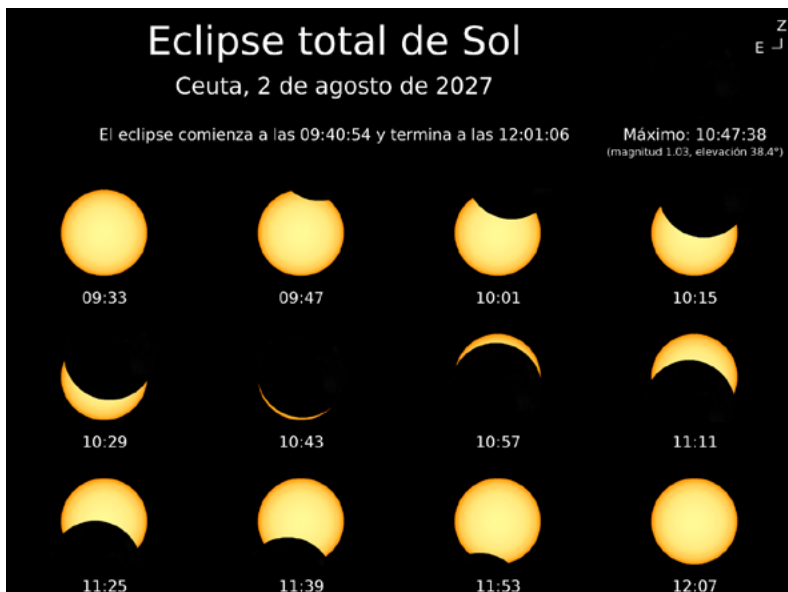 Eclipse total de Sol
Z
E
Ceuta, 2 de agosto de 2027
El eclipse comienza a las 09:40:54 y termina a las 12:01:06
Máximo: 10:47:38
(magnitud 1.03, elevación 38.4°)
09:33
09:47
10:01
10:15
10:29
10:43
10:57
11:11
11:25
11:39
11:53
12:07